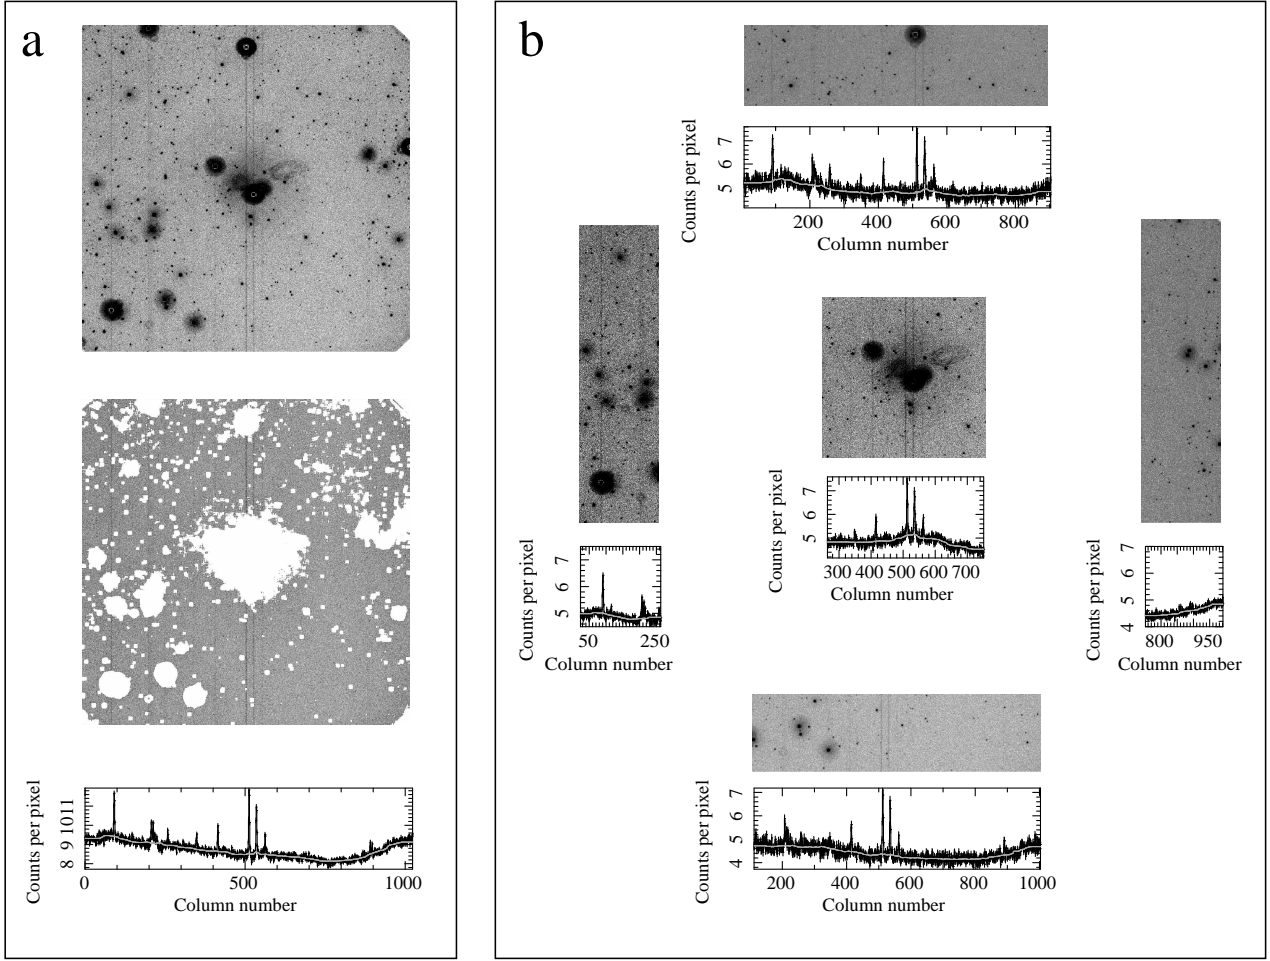 a
Counts per pixel
8 9 10 11
0 500 1000
Column number
b
Counts per pixel
5 6 7
200 400 600 800
Column number
Counts per pixel
5 6 7
50 250
Column number
Counts per pixel
5 6 7
300 400 500 600 700
Column number
Counts per pixel
4 5 6 7
800 950
Column number
Counts per pixel
4 5 6 7
200 400 600 800 1000
Column number